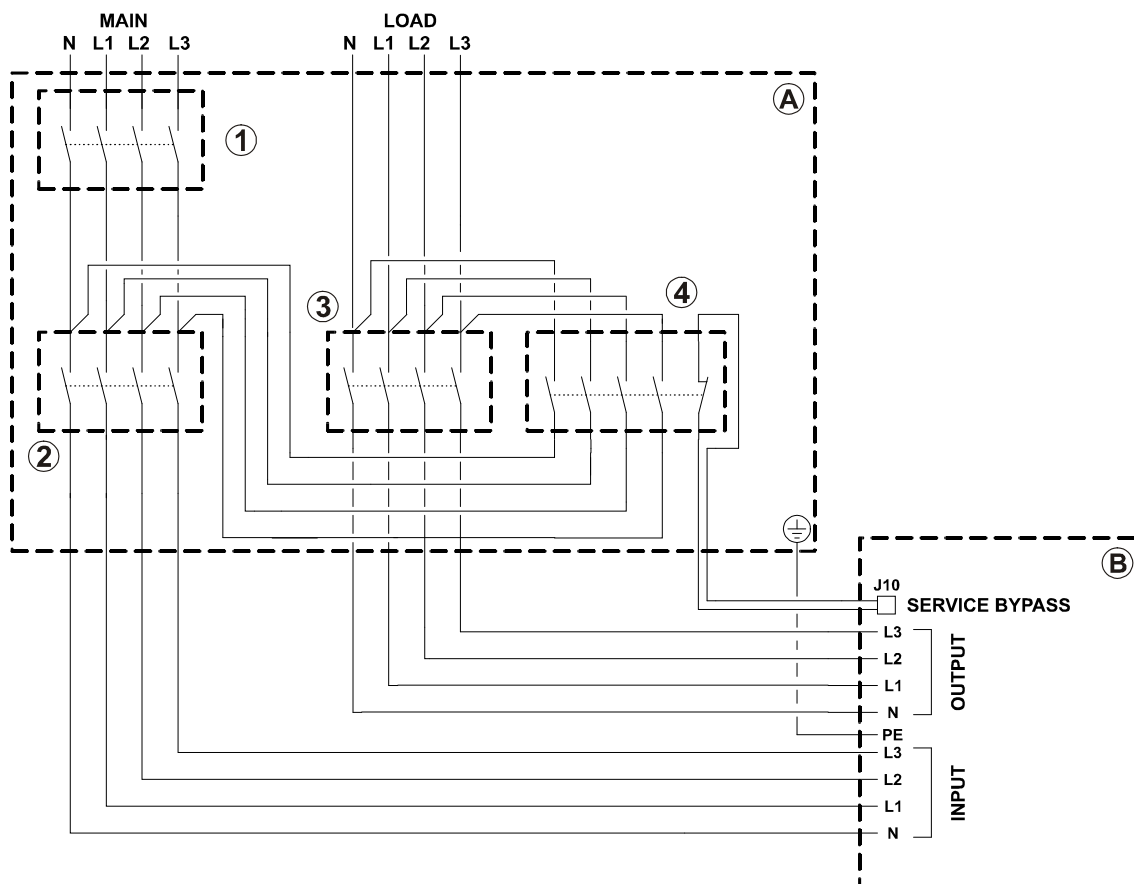 MAIN
LOAD
N L1 L2 L3
N L1 L2 L3
A
1
3
4
2
B
J10
SERVICE BYPASS
L3
L2
L1
N
OUTPUT
PE
L3
L2
L1
N
INPUT